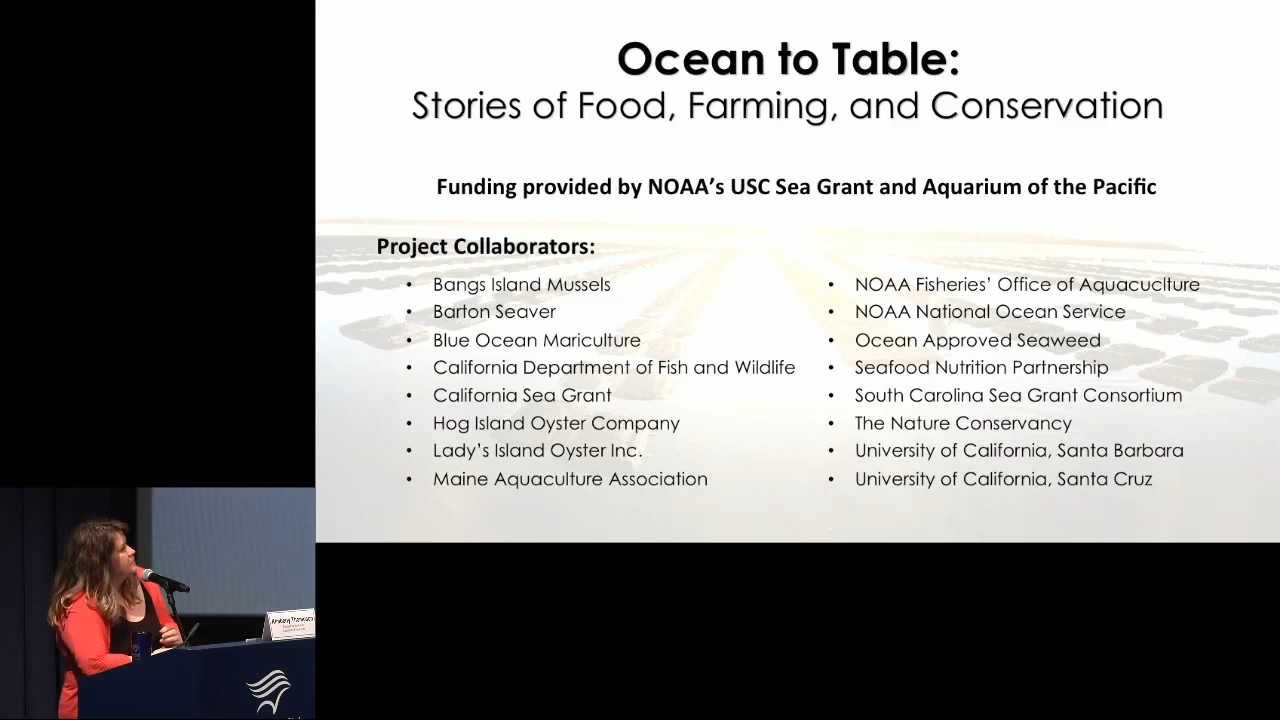 Ocean to Table:
Stories of Food, Farming, and Conservation
Funding provided by NOAA's USC Sea Grant and Aquarium of the Pacific
Project Collaborators:
• Bangs Island Mussels
• Barton Seaver
• Blue Ocean Mariculture
• California Department of Fish and Wildlife
• California Sea Grant
• Hog Island Oyster Company
• Lady's Island Oyster Inc.
• Maine Aquaculture Association
• NOAA Fisheries' Office of Aquacuclture
• NOAA National Ocean Service
• Ocean Approved Seaweed
• Seafood Nutrition Partnership
• South Carolina Sea Grant Consortium
• The Nature Conservancy
• University of California, Santa Barbara
• University of California, Santa Cruz